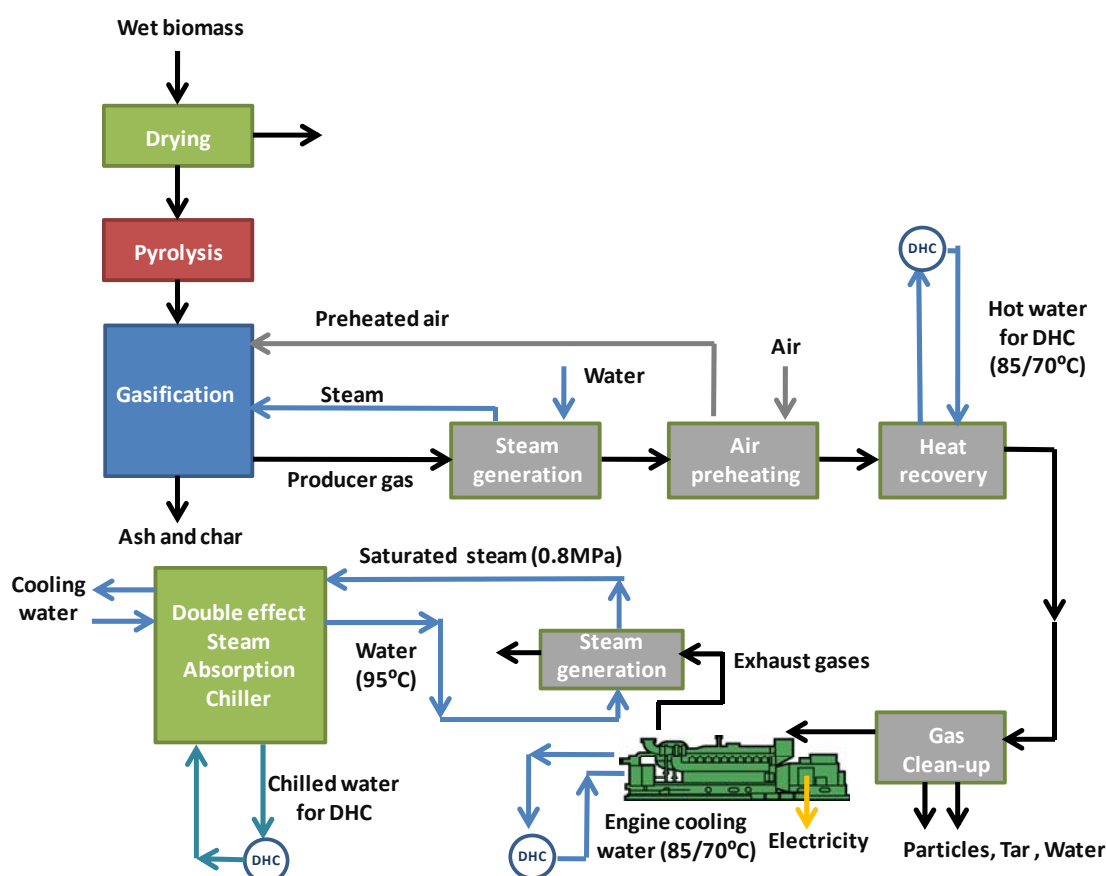 Wet biomass
Drying
Pyrolysis
DHC
Hot water
for DHC
(85/70⁰C)
Preheated air
Air
Water
Gasification
Steam
Steam
generation
Air
preheating
Heat
recovery
Producer gas
Ash and char
Saturated steam (0.8MPa)
Cooling
water
Double effect
Steam
Absorption
Chiller
Water
(95⁰C)
Steam
generation
Exhaust gases
Gas
Clean-up
Chilled water
for DHC
DHC
DHC
Engine cooling
water (85/70⁰C)
Electricity
Particles, Tar , Water